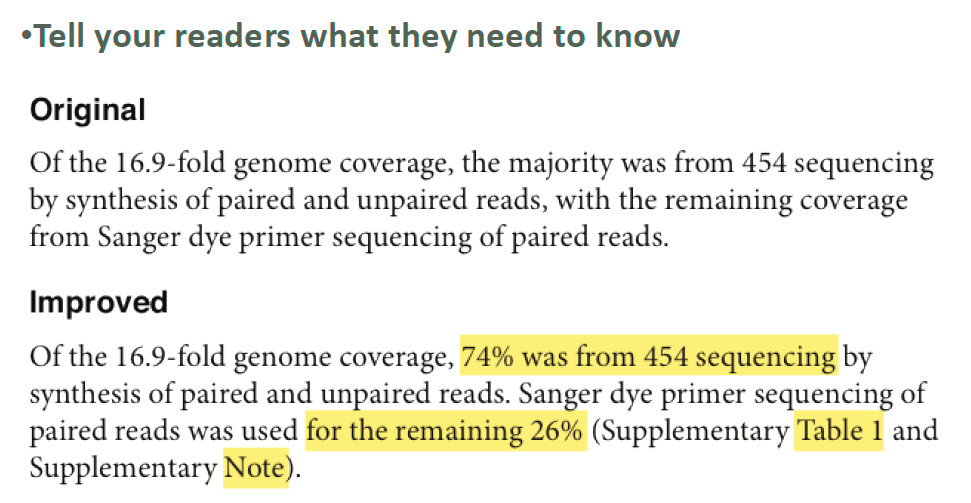 •Tell your readers what they need to know
Original
Of the 16.9-fold genome coverage, the majority was from 454 sequencing
by synthesis of paired and unpaired reads, with the remaining coverage
from Sanger dye primer sequencing of paired reads.
Improved
Of the 16.9-fold genome coverage, 74% was from 454 sequencing by
synthesis of paired and unpaired reads. Sanger dye primer sequencing of
paired reads was used for the remaining 26% (Supplementary Table 1 and
Supplementary Note).